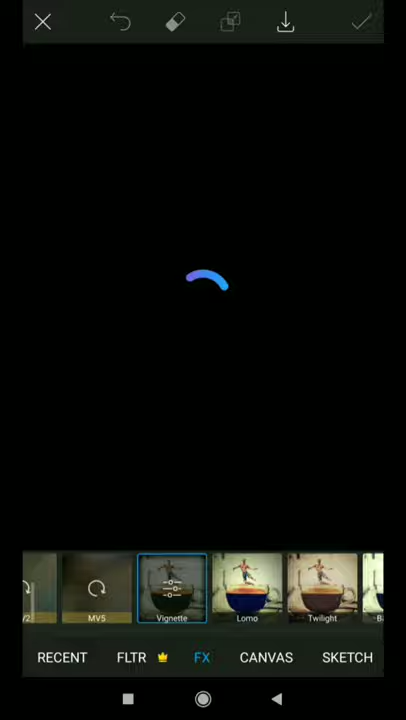 MV5
Vignette
Lomo
Twilight
RECENT
FLTR
FX
CANVAS
SKETCH